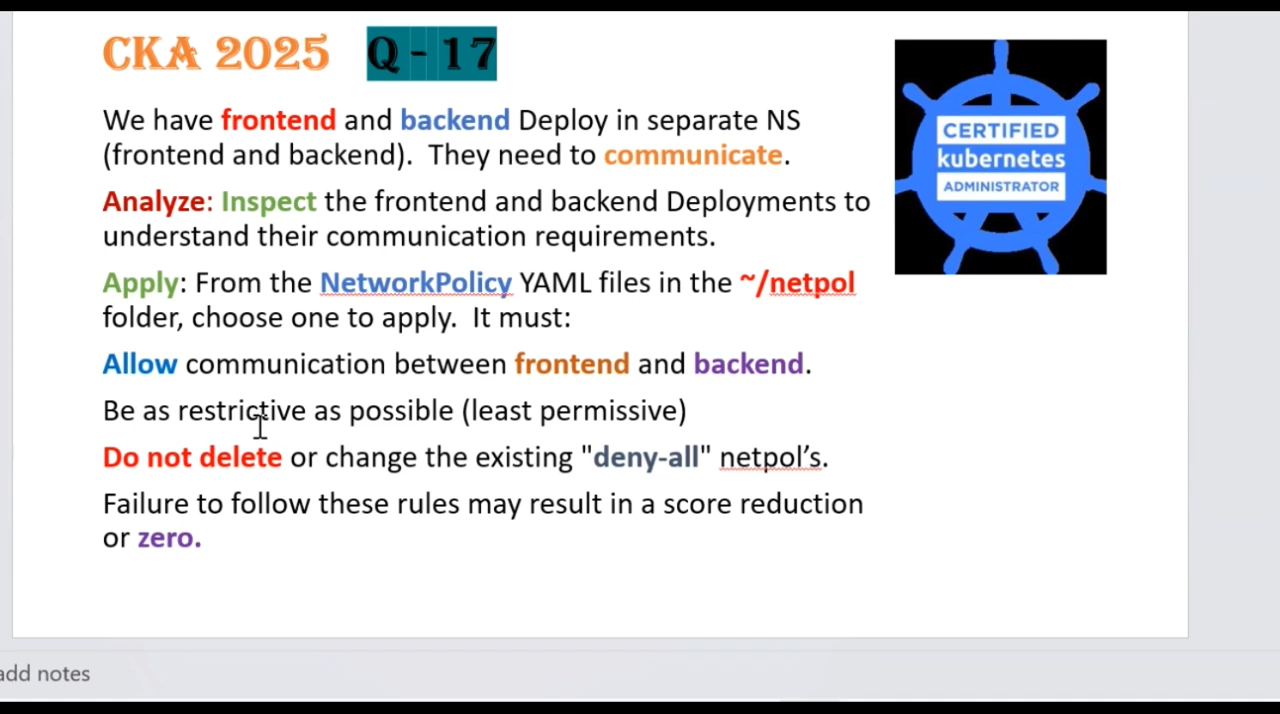 CKA 2025 Q - 17
We have frontend and backend Deploy in separate NS
(frontend and backend). They need to communicate.
Analyze: Inspect the frontend and backend Deployments to
understand their communication requirements.
Apply: From the NetworkPolicy YAML files in the ~/netpol
folder, choose one to apply. It must:
Allow communication between frontend and backend.
Be as restrictive as possible (least permissive)
Do not delete or change the existing "deny-all" netpol’s.
Failure to follow these rules may result in a score reduction
or zero.
CERTIFIED
kubernetes
ADMINISTRATOR
add notes